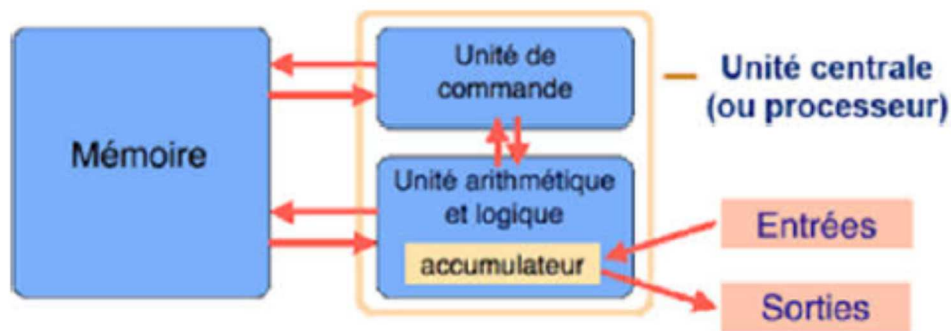 Mémoire
Unité de
commande
Unité arithmétique
et logique
accumulateur
Unité centrale
(ou processeur)
Entrées
Sorties